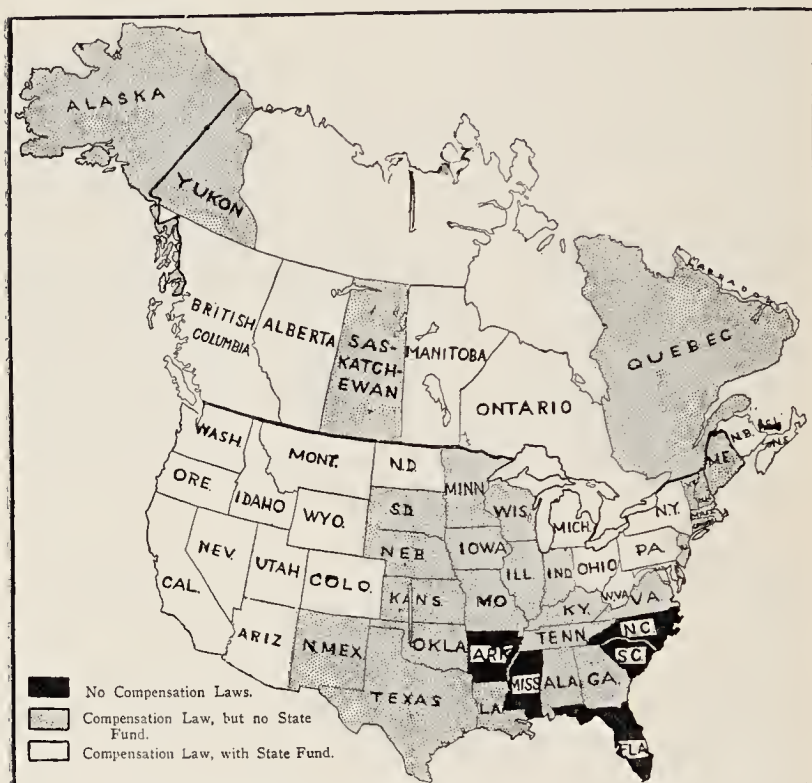 ALASKA
YUKON
LABRADOR
BRITISH
COLUMBIA
ALBERTA
SAS-
KATCH-
EWAN
MANITOBA
ONTARIO
QUEBEC
N.B.
N.S.
ME.
WASH.
MONT.
N.D.
MINN
ORE.
IDAHO
WYO.
S.D.
WIS.
MICH.
N.Y.
NEV.
UTAH
COLO.
NEB.
IOWA
ILL.
IND
OHIO
PA.
CAL.
KANS.
MO
KY.
W.VA
VA.
ARIZ
N.MEX.
OKLA
ARK
TENN
N.C.
S.C.
TEXAS
LA.
MISS
ALA.
GA.
FLA
No Compensation Laws.
Compensation Law, but no State
Fund.
Compensation Law, with State Fund.